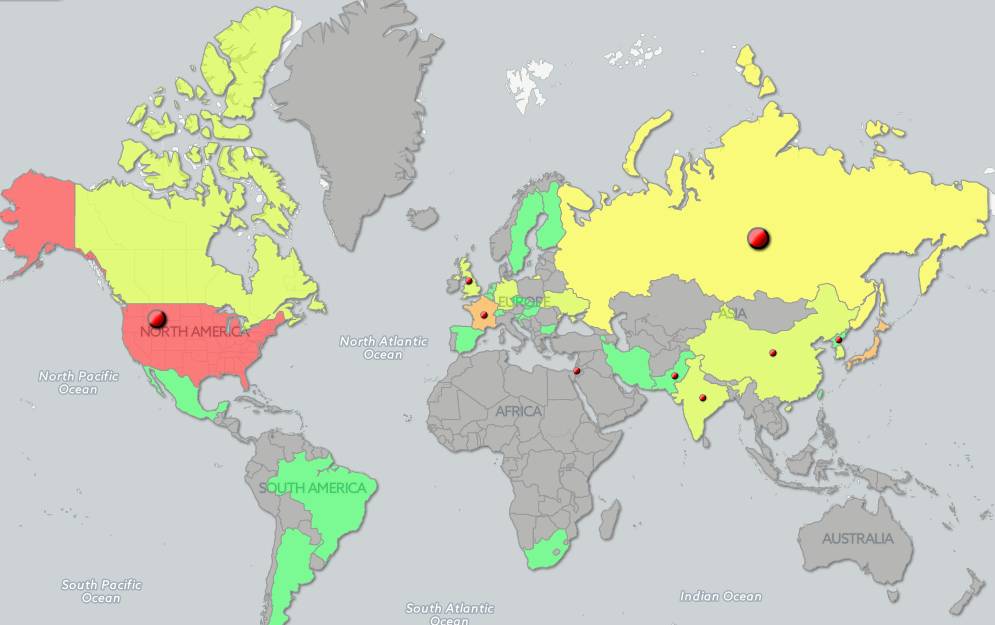 EUROPE
ASIA
NORTH AMERICA
North Atlantic
Ocean
North Pacific
Ocean
AFRICA
SOUTH AMERICA
AUSTRALIA
South Pacific
Ocean
Indian Ocean
South Atlantic
Ocean